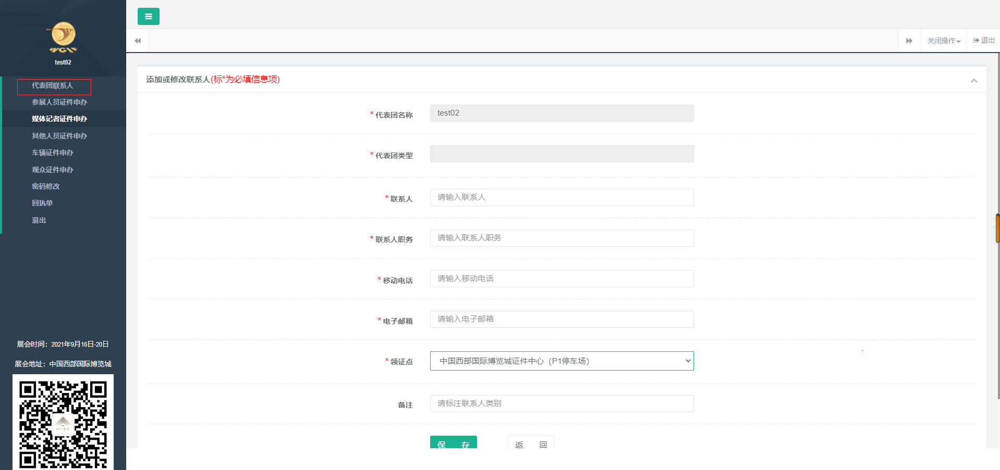 WCIF
test02
代表团联系人
参展人员证件申办
媒体记者证件申办
其他人员证件申办
车辆证件申办
观众证件申办
密码修改
回执单
退出
展会时间：2021年9月16日-20日
展会地址：中国西部国际博览城
关闭操作
退出
添加或修改联系人(标*为必填信息项)
* 代表团名称 test02
* 代表团类型
* 联系人 请输入联系人
* 联系人职务 请输入联系人职务
* 移动电话 请输入移动电话
* 电子邮箱 请输入电子邮箱
* 领证点 中国西部国际博览城证件中心（P1停车场）
备注 请标注联系人类别
保 存 返 回